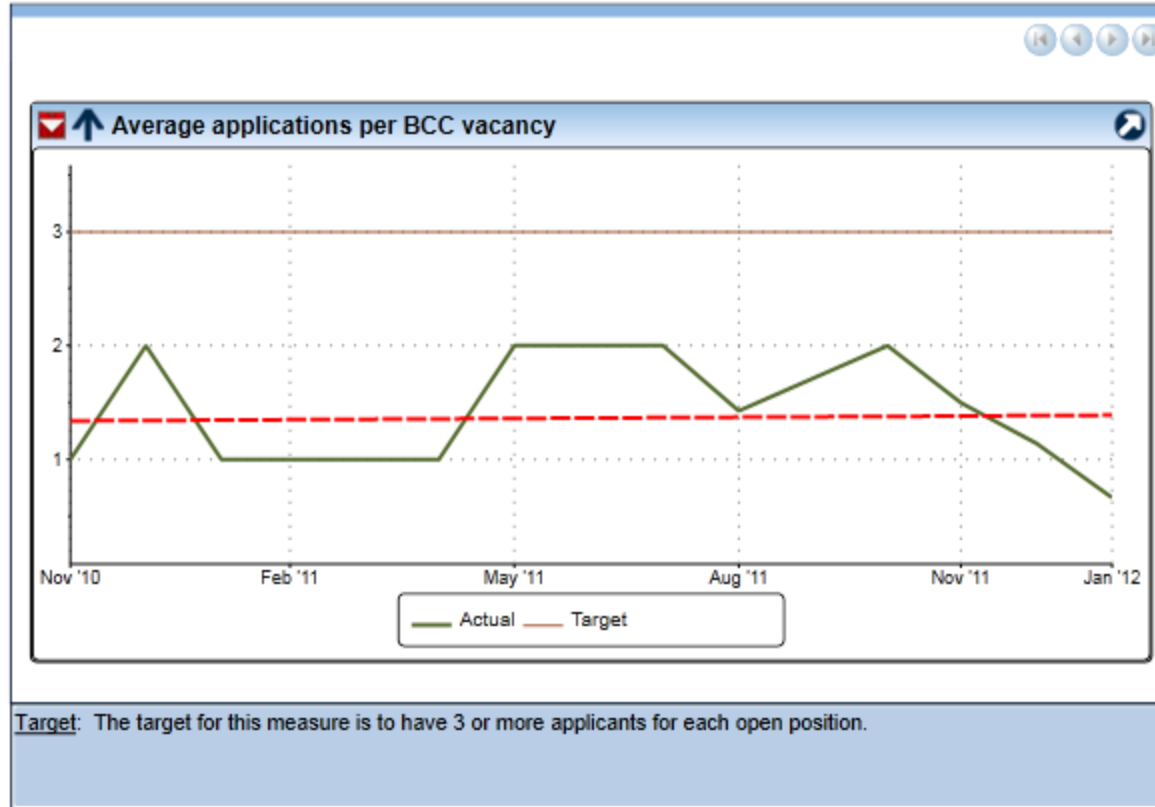 Average applications per BCC vacancy
3
2
1
Nov '10 Feb '11 May '11 Aug '11 Nov '11 Jan '12
Actual Target
Target: The target for this measure is to have 3 or more applicants for each open position.